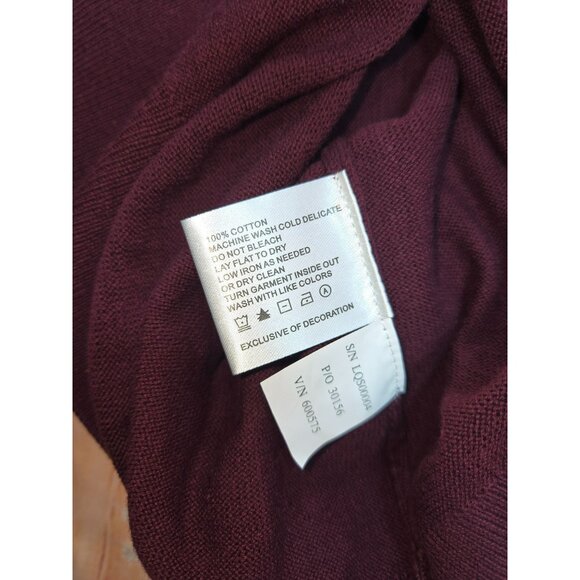 100% COTTON
MACHINE WASH COLD DELICATE
DO NOT BLEACH
LAY FLAT TO DRY
LOW IRON AS NEEDED
OR DRY CLEAN
TURN GARMENT INSIDE OUT
WASH WITH LIKE COLORS
A
EXCLUSIVE OF DECORATION
S/N LQS00004
P/O 30156
V/N 600575